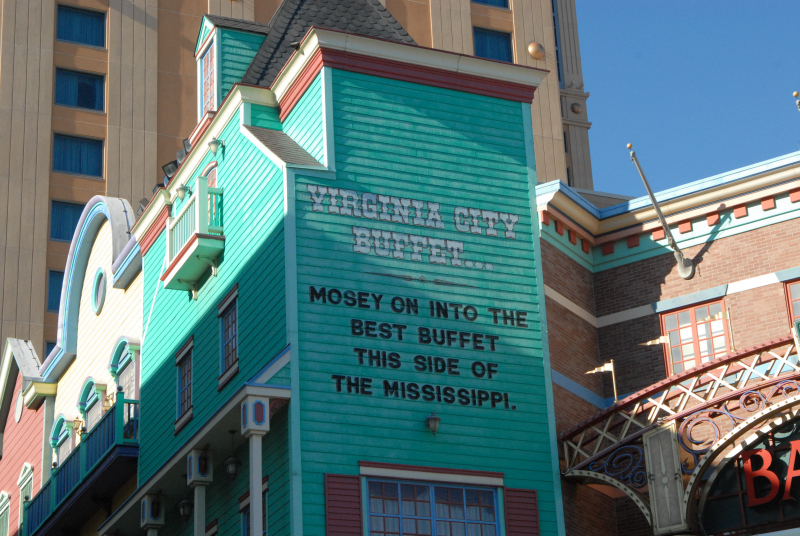 VIRGINIA CITY
BUFFET...
MOSEY ON INTO THE
BEST BUFFET
THIS SIDE OF
THE MISSISSIPPI.